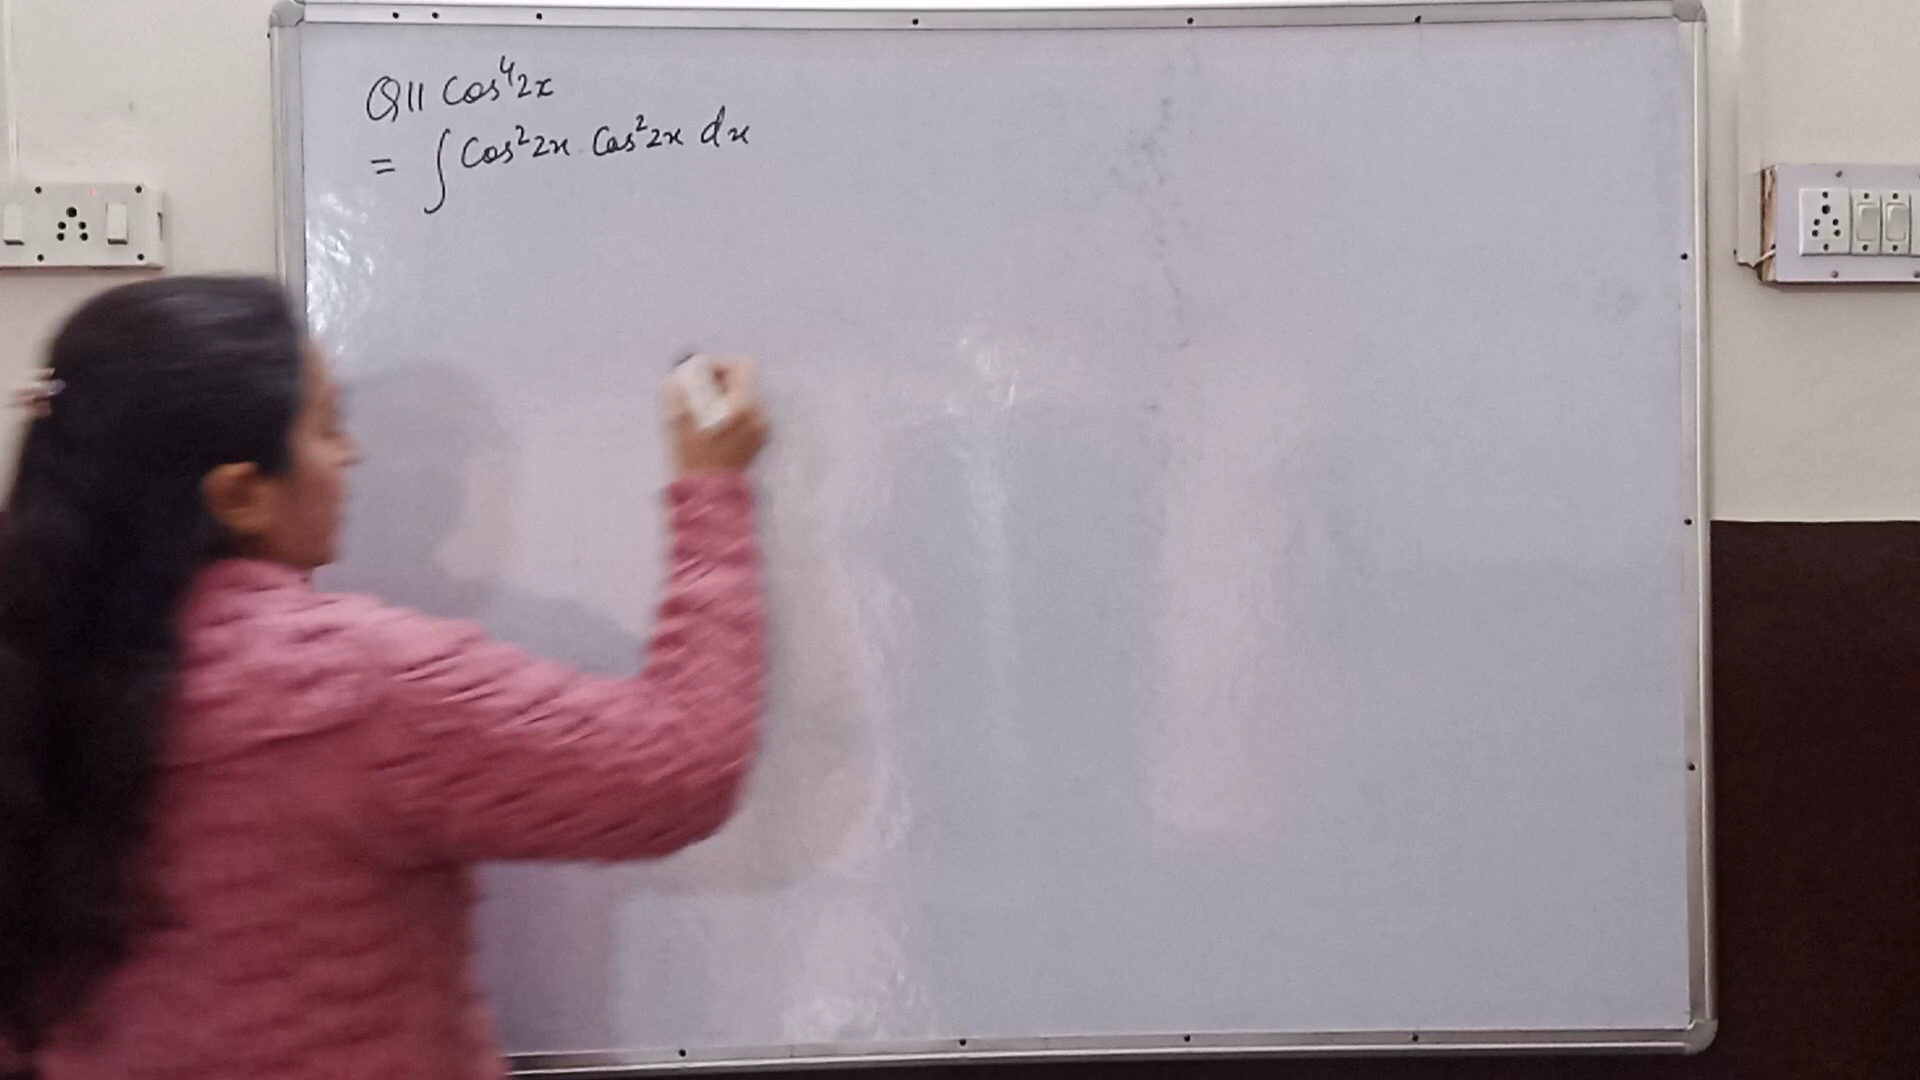 Q11 Cos⁴2x
= ∫Cos²2x Cos²2x dx